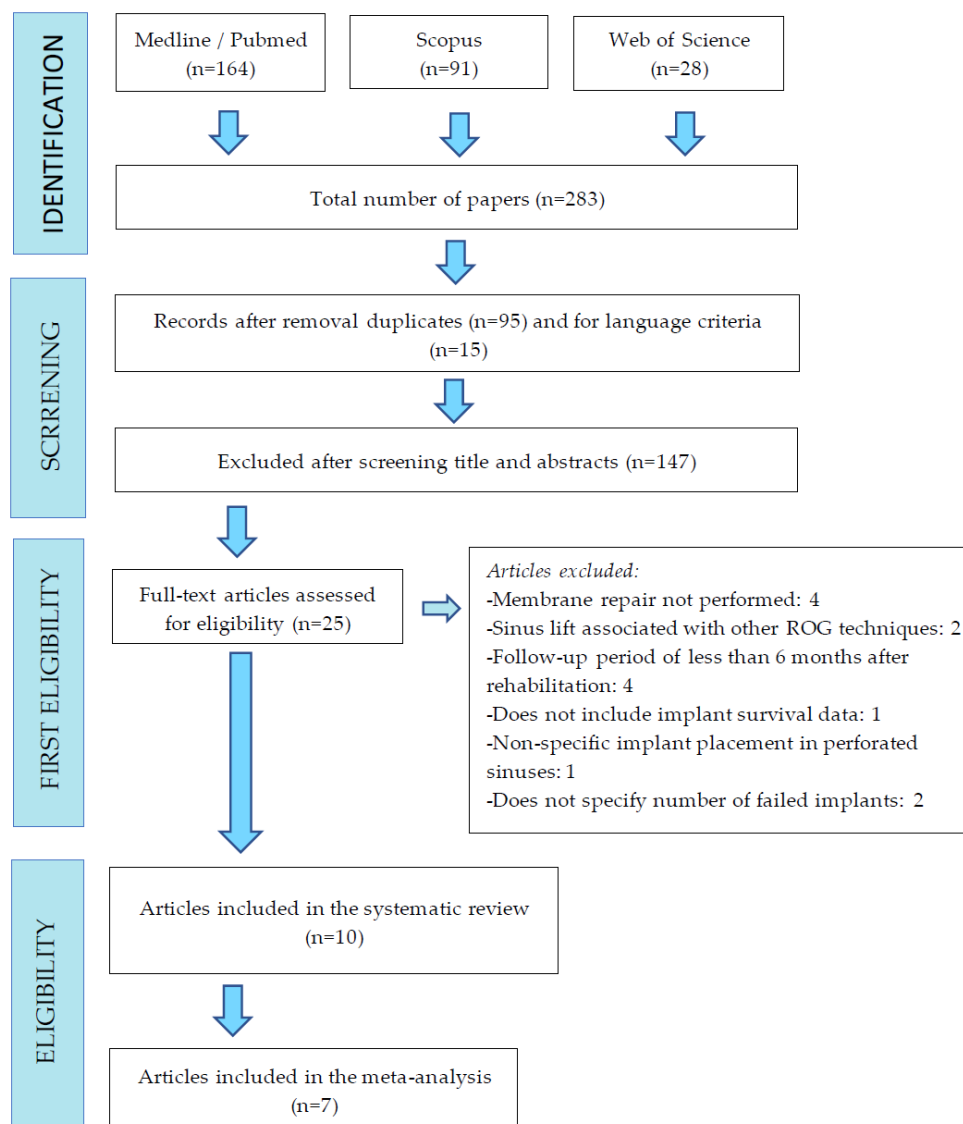 IDENTIFICATION
Medline / Pubmed
(n=164)
Scopus
(n=91)
Web of Science
(n=28)
Total number of papers (n=283)
SCRRENING
Records after removal duplicates (n=95) and for language criteria
(n=15)
Excluded after screening title and abstracts (n=147)
FIRST ELIGIBILITY
Full-text articles assessed
for eligibility (n=25)
Articles excluded:
-Membrane repair not performed: 4
-Sinus lift associated with other ROG techniques: 2
-Follow-up period of less than 6 months after
rehabilitation: 4
-Does not include implant survival data: 1
-Non-specific implant placement in perforated
sinuses: 1
-Does not specify number of failed implants: 2
ELIGIBILITY
Articles included in the systematic review
(n=10)
Articles included in the meta-analysis
(n=7)